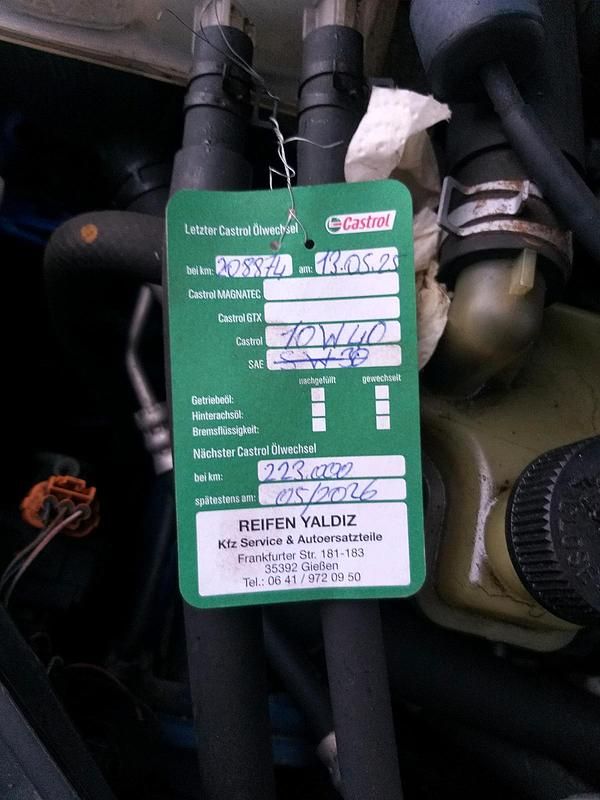 Letzter Castrol Ölwechsel Castrol
bei km: 208874 am: 13.05.25
Castrol MAGNATEC
Castrol GTX
Castrol 10W40
SAE 5W30
nachgefüllt gewechselt
Getriebeöl:
Hinterachsöl:
Bremsflüssigkeit:
Nächster Castrol Ölwechsel
bei km: 223.000
spätestens am: 05/2026
REIFEN YALDIZ
Kfz Service & Autoersatzteile
Frankfurter Str. 181-183
35392 Gießen
Tel.: 06 41 / 972 09 50